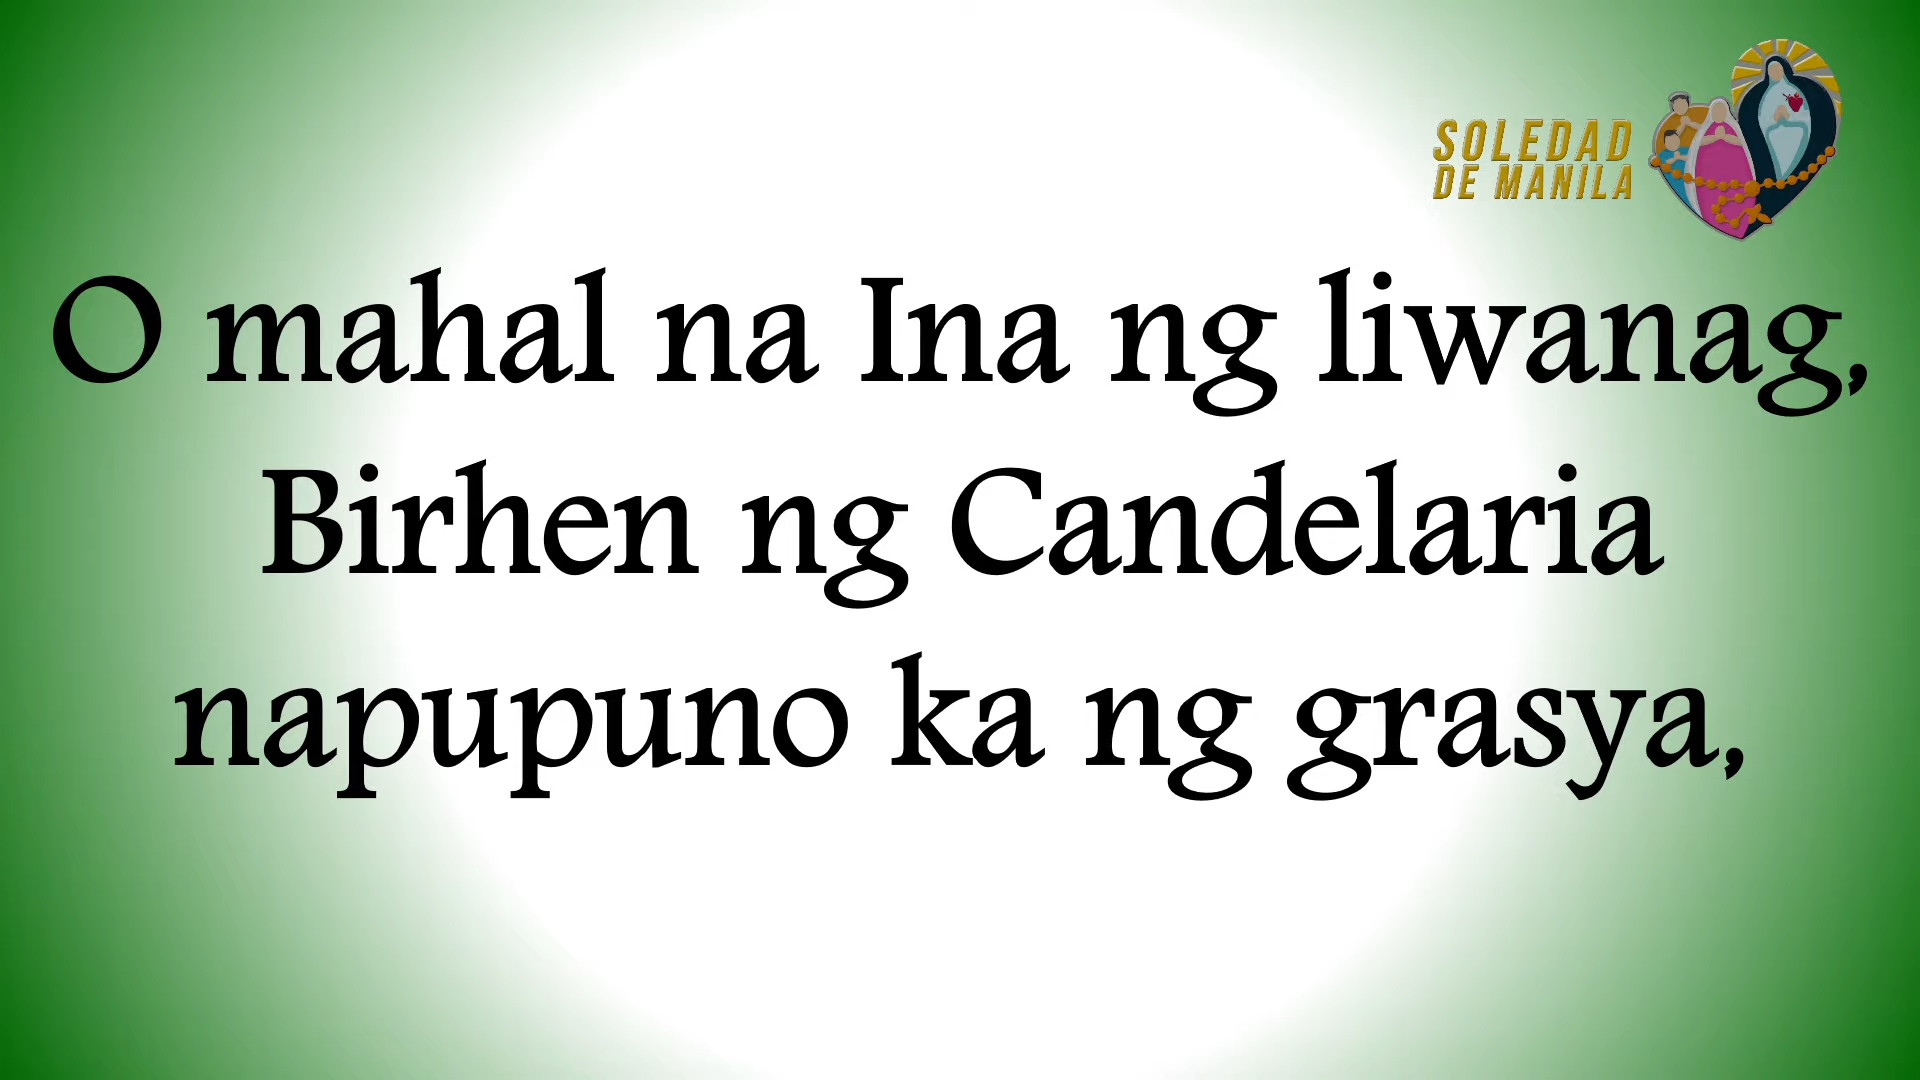 SOLEDAD
DE MANILA
O mahal na Ina ng liwanag,
Birhen ng Candelaria
napupuno ka ng grasya,